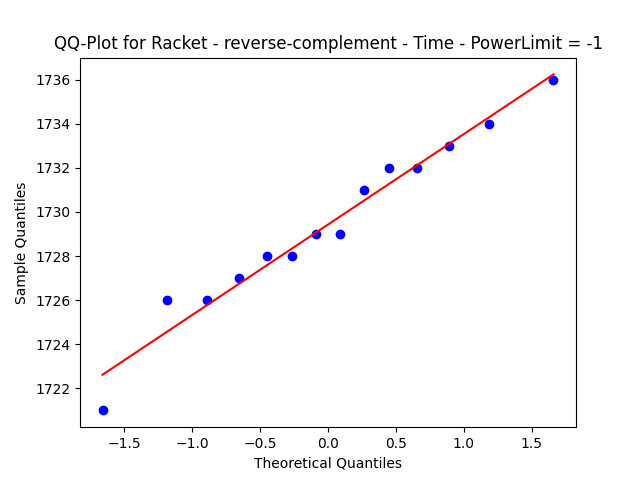 QQ-Plot for Racket - reverse-complement - Time - PowerLimit = -1
1736
1734
1732
1730
1728
1726
1724
1722
Sample Quantiles
−1.5 −1.0 −0.5 0.0 0.5 1.0 1.5
Theoretical Quantiles